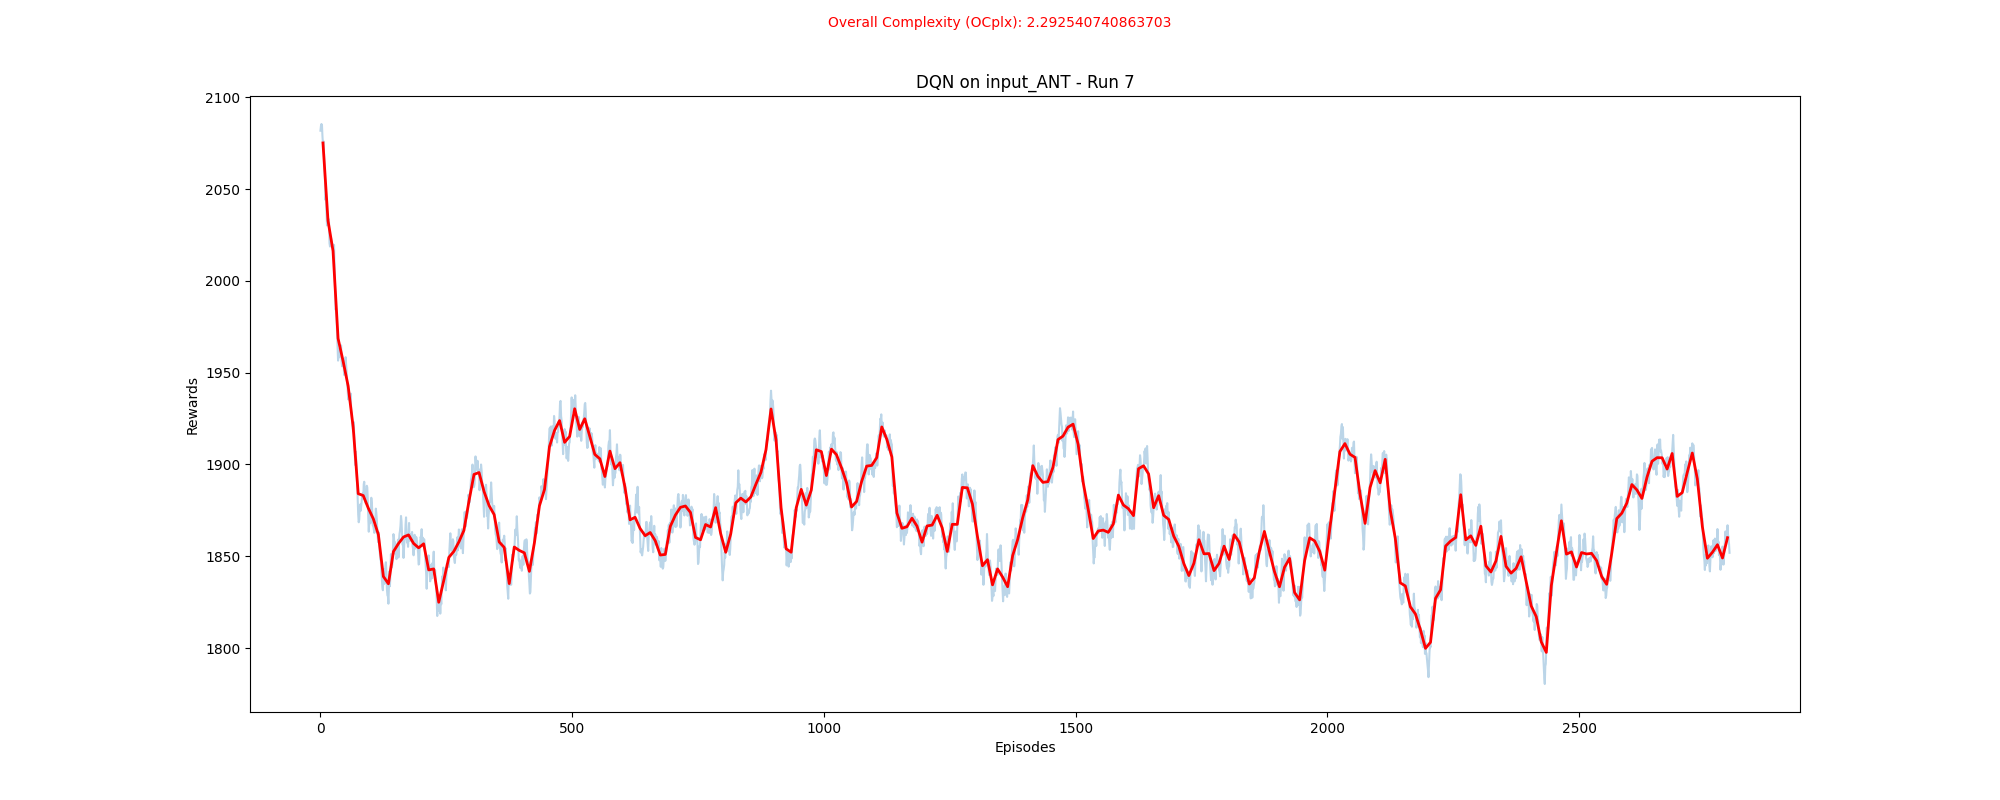 Overall Complexity (OCplx): 2.292540740863703
DQN on input_ANT - Run 7
2100
2050
2000
1950
1900
1850
1800
Rewards
0 500 1000 1500 2000 2500
Episodes